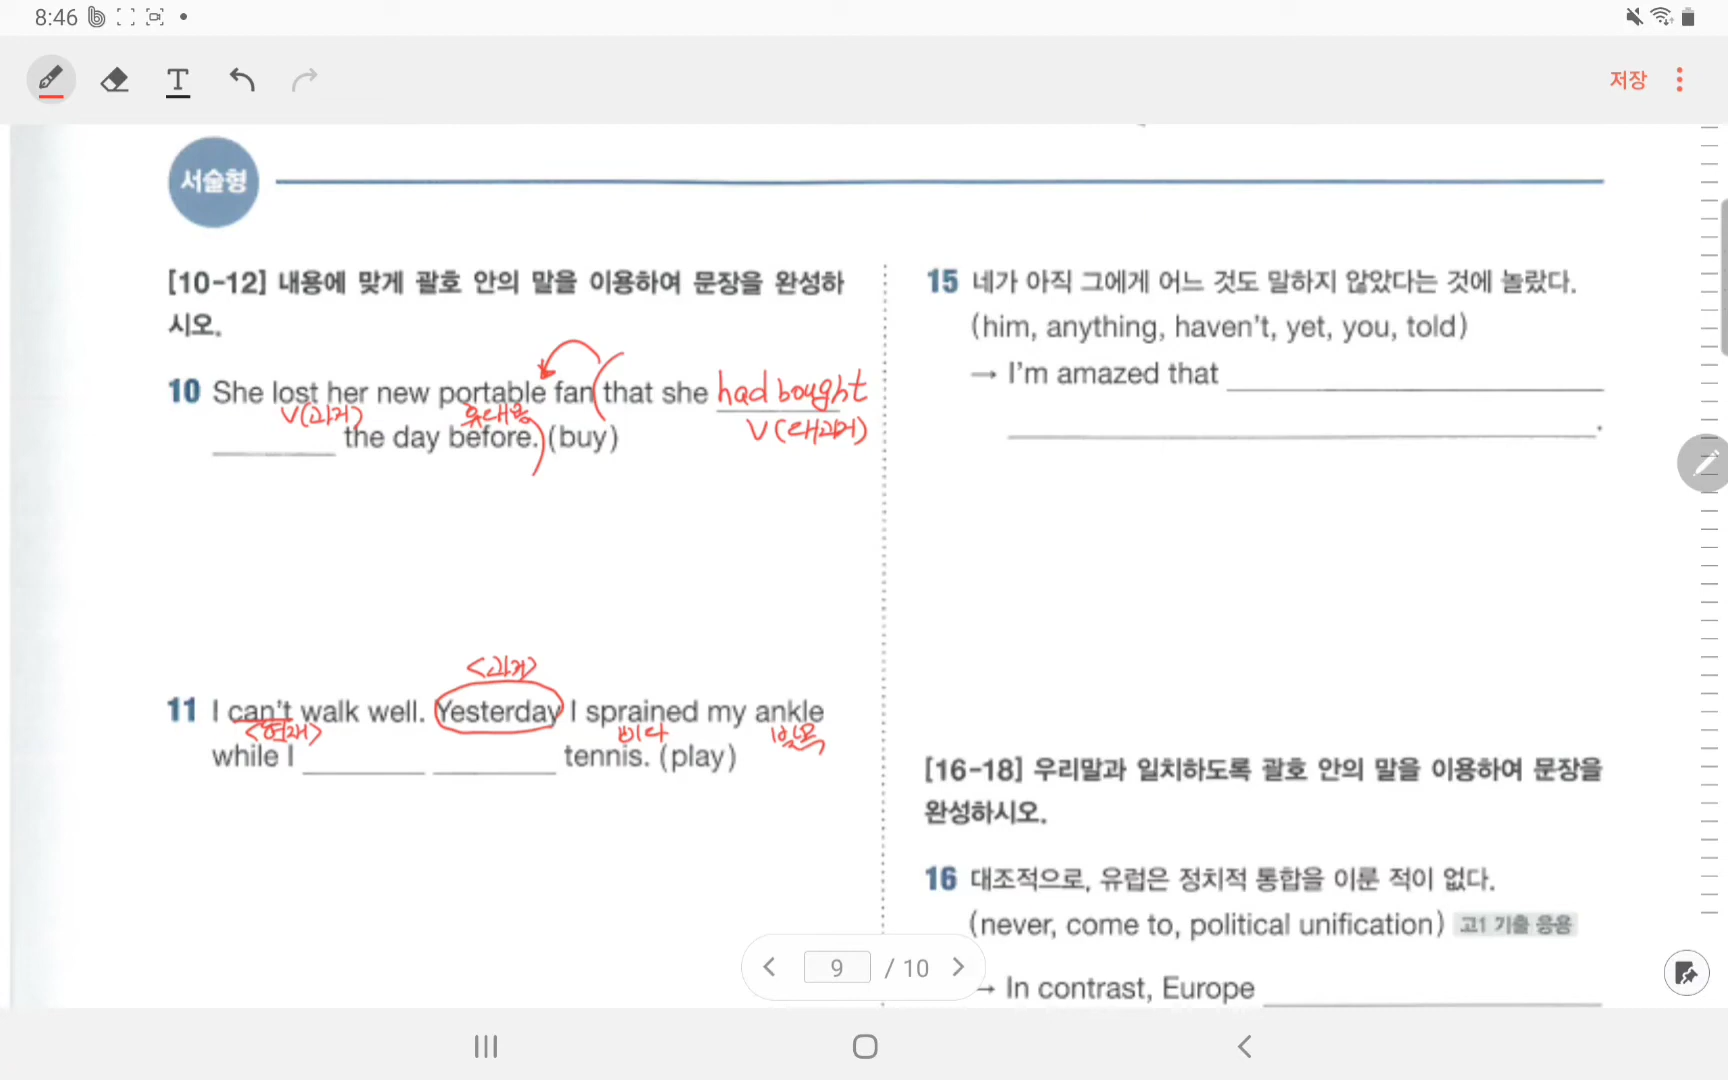 8:46
저장
서술형
[10-12] 내용에 맞게 괄호 안의 말을 이용하여 문장을 완성하
시오.
10 She lost her new portable fan that she had bought
V(과거) 휴대용 V(대과거)
the day before. (buy)
<과거>
11 I can't walk well. Yesterday I sprained my ankle
<현재> 삐다 발목
while I tennis. (play)
15 네가 아직 그에게 어느 것도 말하지 않았다는 것에 놀랐다.
(him, anything, haven't, yet, you, told)
→ I'm amazed that
.
[16-18] 우리말과 일치하도록 괄호 안의 말을 이용하여 문장을
완성하시오.
16 대조적으로, 유럽은 정치적 통합을 이룬 적이 없다.
(never, come to, political unification) 고1 기출 응용
→ In contrast, Europe
9 / 10